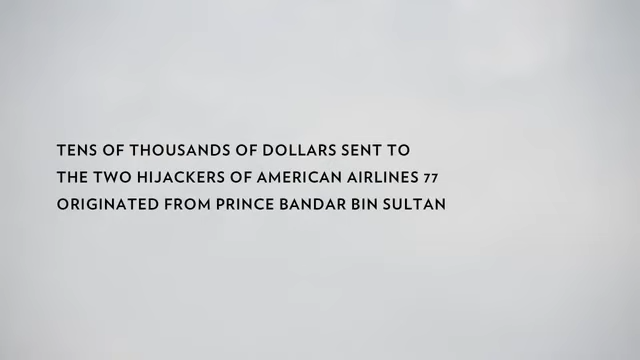 TENS OF THOUSANDS OF DOLLARS SENT TO
THE TWO HIJACKERS OF AMERICAN AIRLINES 77
ORIGINATED FROM PRINCE BANDAR BIN SULTAN